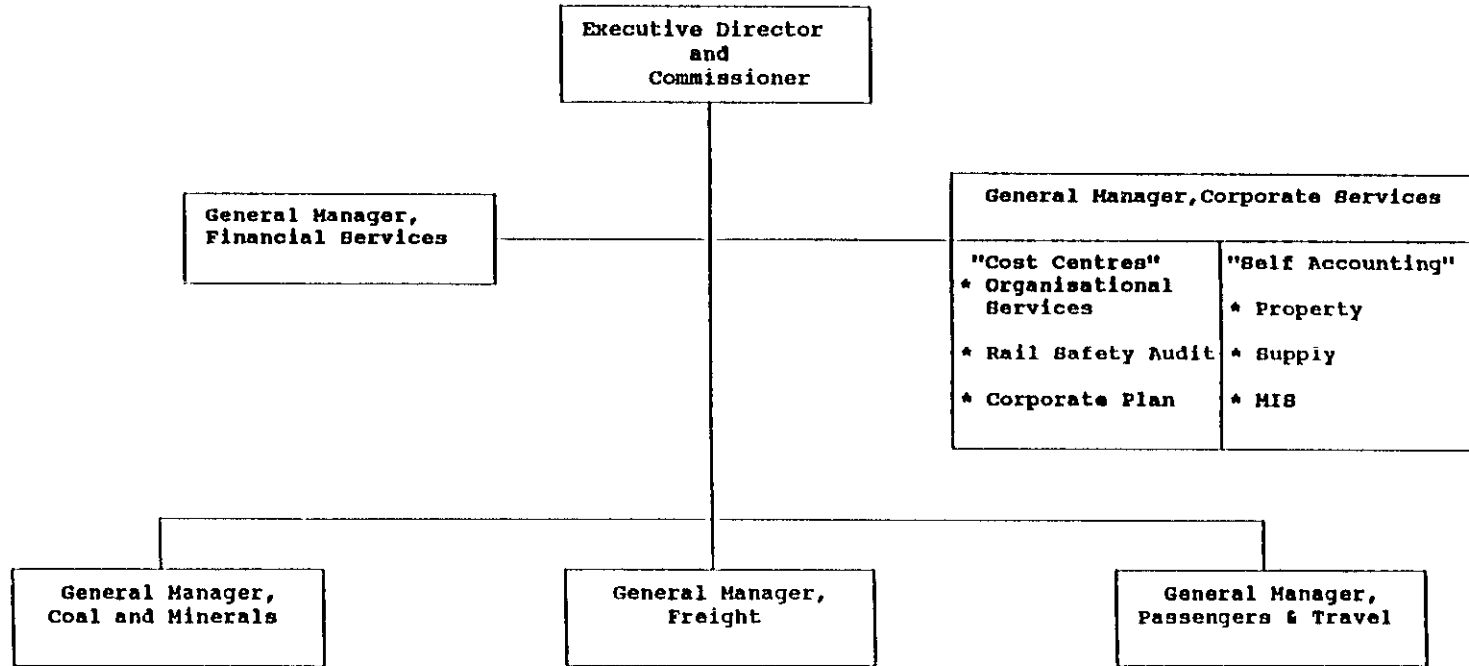 Executive Director
and
Commissioner
General Manager,
Financial Services
General Manager,Corporate Services
"Cost Centres"
* Organisational
Services
* Rail Safety Audit
* Corporate Plan
"Self Accounting"
* Property
* Supply
* MIS
General Manager,
Coal and Minerals
General Manager,
Freight
General Manager,
Passengers & Travel